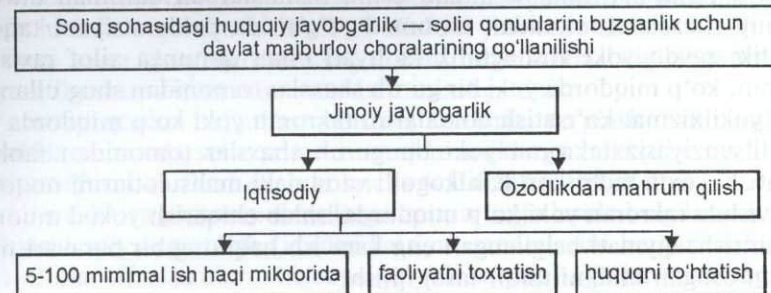 Soliq sohasidagi huquqiy javobgarlik – soliq qonunlarini buzganlik uchun
davlat majburlov choralarining qo'llanilishi
Jinoiy javobgarlik
Iqtisodiy
Ozodlikdan mahrum qilish
5-100 mimlmal ish haqi mikdorida
faoliyatni toxtatish
huquqni to'htatish